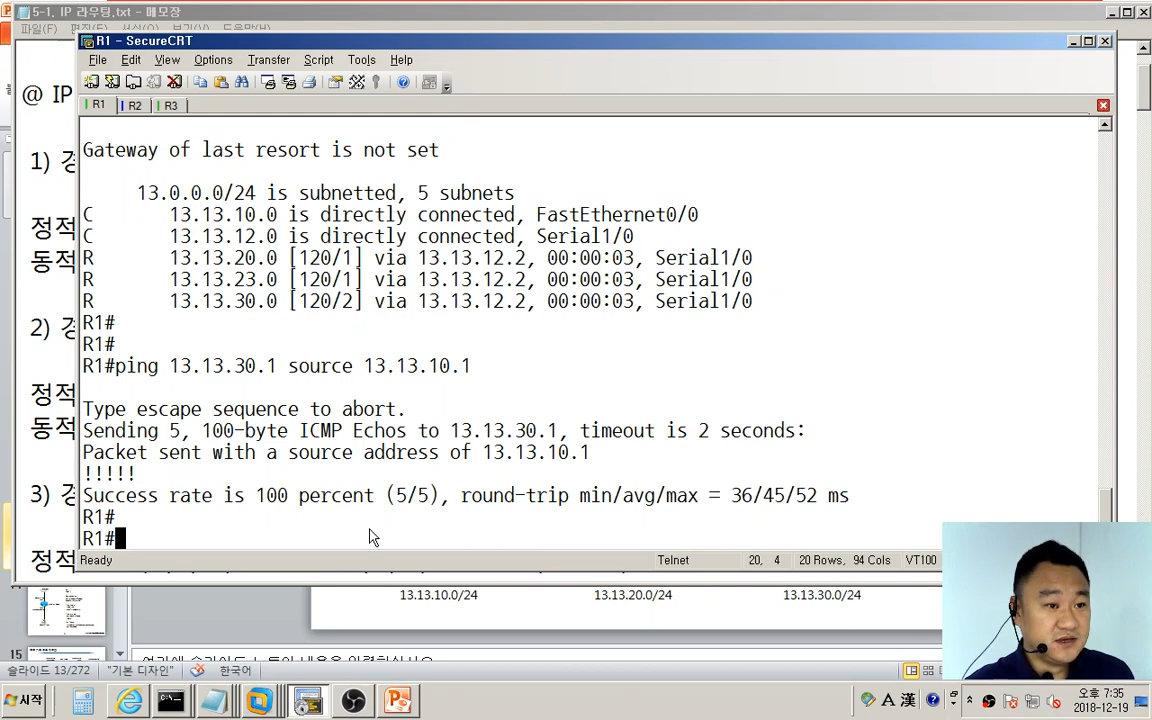 5-1. IP 라우팅.txt - 메모장
R1 - SecureCRT
File Edit View Options Transfer Script Tools Help
R1 R2 R3
@ IP
1) 경
정적
동적
2) 경
정적
동적
3) 경
정적
Gateway of last resort is not set
13.0.0.0/24 is subnetted, 5 subnets
C 13.13.10.0 is directly connected, FastEthernet0/0
C 13.13.12.0 is directly connected, Serial1/0
R 13.13.20.0 [120/1] via 13.13.12.2, 00:00:03, Serial1/0
R 13.13.23.0 [120/1] via 13.13.12.2, 00:00:03, Serial1/0
R 13.13.30.0 [120/2] via 13.13.12.2, 00:00:03, Serial1/0
R1#
R1#
R1#ping 13.13.30.1 source 13.13.10.1
Type escape sequence to abort.
Sending 5, 100-byte ICMP Echos to 13.13.30.1, timeout is 2 seconds:
Packet sent with a source address of 13.13.10.1
!!!!!
Success rate is 100 percent (5/5), round-trip min/avg/max = 36/45/52 ms
R1#
R1#
Ready Telnet 20, 4 20 Rows, 94 Cols VT100
13.13.10.0/24 13.13.20.0/24 13.13.30.0/24
15
슬라이드 13/272 "기본 디자인" 한국어
시작 A 漢 오후 7:35
2018-12-19